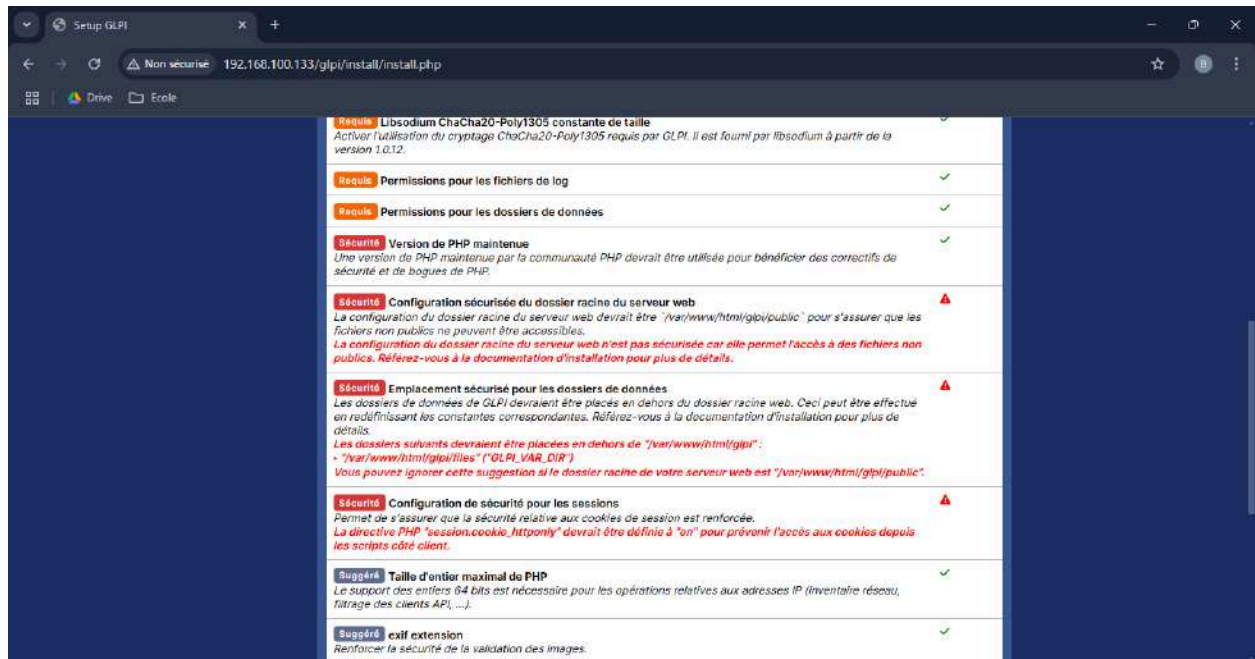 Setup GLPI
Non sécurisé
192.168.100.133/glpi/install/install.php
B
Drive
Ecole
Requis Libsodium ChaCha20-Poly1305 constante de taille
Activer l'utilisation du cryptage ChaCha20-Poly1305 requis par GLPI. Il est fourni par libsodium à partir de la
version 1.0.12.
Requis Permissions pour les fichiers de log
Requis Permissions pour les dossiers de données
Sécurité Version de PHP maintenue
Une version de PHP maintenue par la communauté PHP devrait être utilisée pour bénéficier des correctifs de
sécurité et de bogues de PHP.
Sécurité Configuration sécurisée du dossier racine du serveur web
La configuration du dossier racine du serveur web devrait être `/var/www/html/glpi/public` pour s'assurer que les
fichiers non publics ne peuvent être accessibles.
La configuration du dossier racine du serveur web n'est pas sécurisée car elle permet l'accès à des fichiers non
publics. Référez-vous à la documentation d'installation pour plus de détails.
Sécurité Emplacement sécurisé pour les dossiers de données
Les dossiers de données de GLPI devraient être placés en dehors du dossier racine web. Ceci peut être effectué
en redéfinissant les constantes correspondantes. Référez-vous à la documentation d'installation pour plus de
détails.
Les dossiers suivants devraient être placées en dehors de "/var/www/html/glpi" :
- "/var/www/html/glpi/files" ("GLPI_VAR_DIR")
Vous pouvez ignorer cette suggestion si le dossier racine de votre serveur web est "/var/www/html/glpi/public".
Sécurité Configuration de sécurité pour les sessions
Permet de s'assurer que la sécurité relative aux cookies de session est renforcée.
La directive PHP "session.cookie_httponly" devrait être définie à "on" pour prévenir l'accès aux cookies depuis
les scripts côté client.
Suggéré Taille d'entier maximal de PHP
Le support des entiers 64 bits est nécessaire pour les opérations relatives aux adresses IP (inventaire réseau,
filtrage des clients API, ...).
Suggéré exif extension
Renforcer la sécurité de la validation des images.